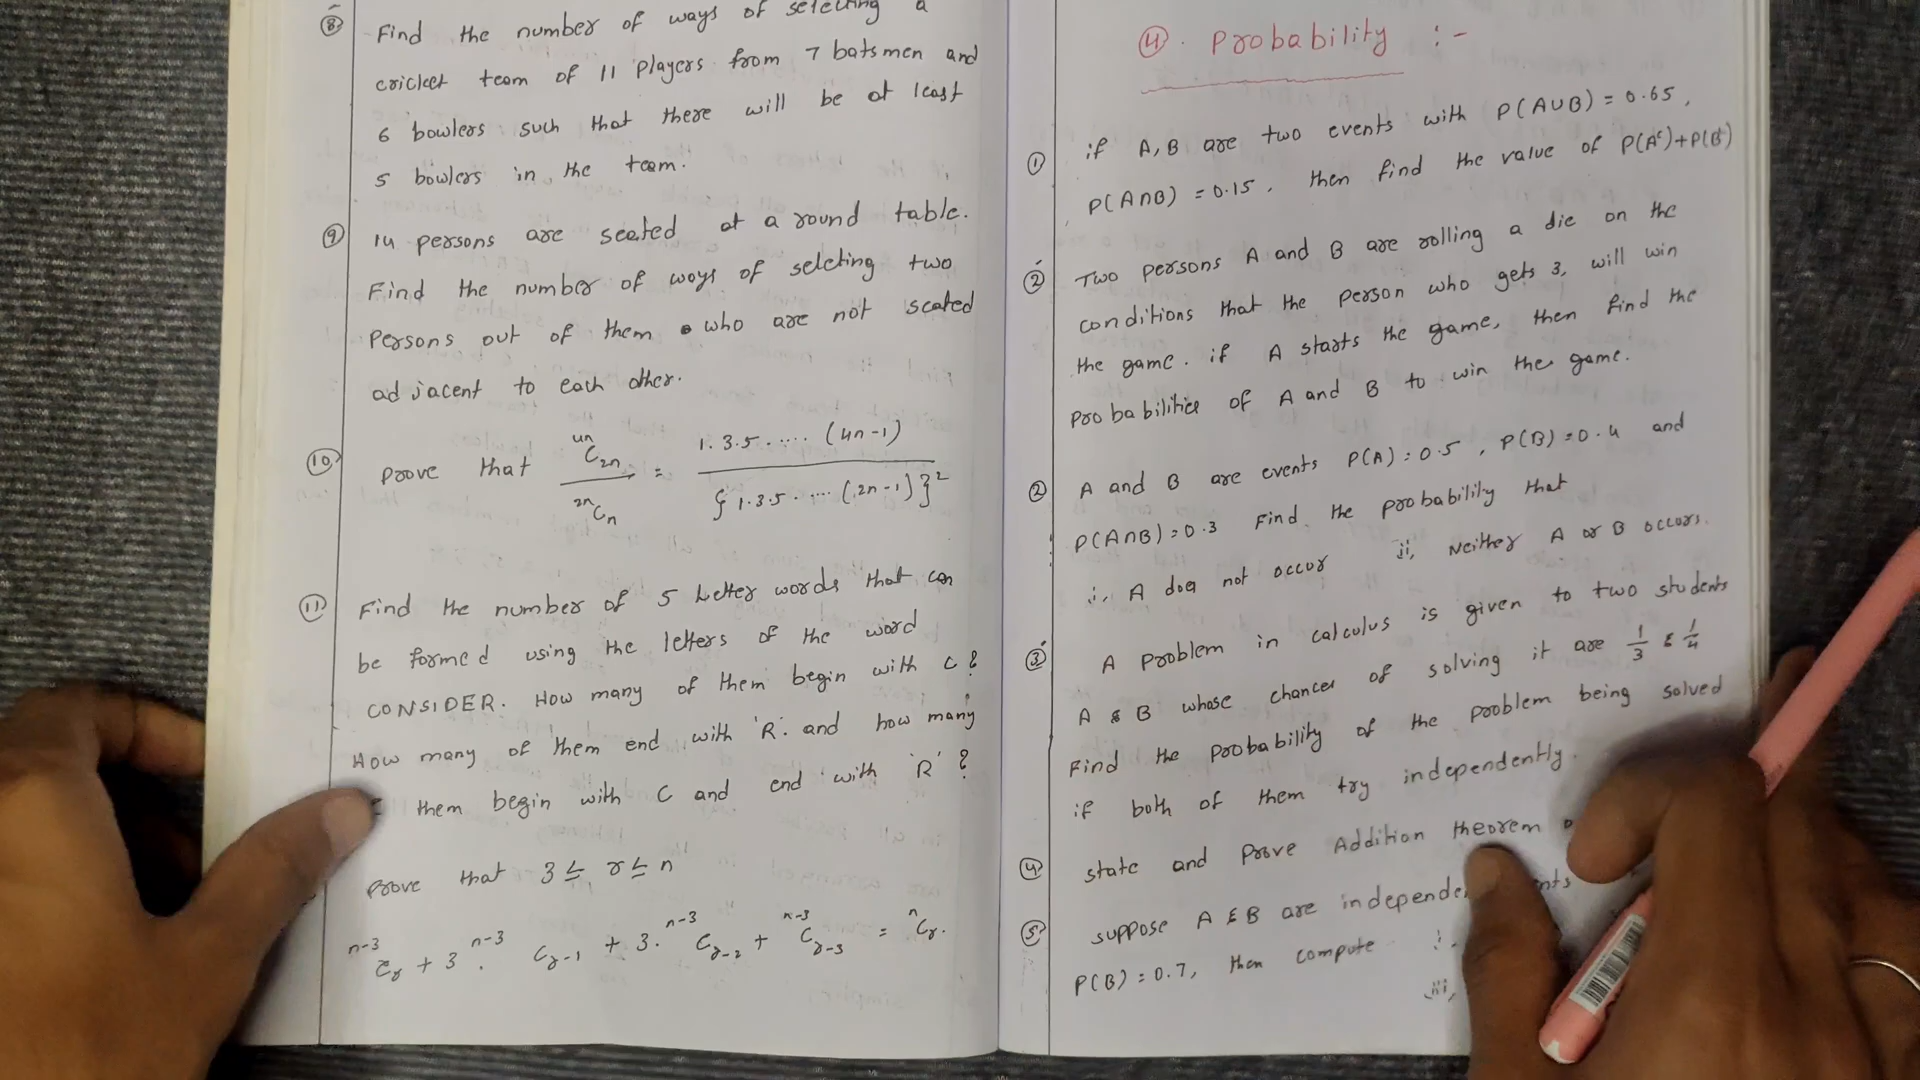 8 Find the number of ways of selecting a
cricket team of 11 players from 7 batsmen and
6 bowlers such that there will be at least
5 bowlers in the team.
9 14 persons are seated at a round table.
Find the number of ways of selcting two
persons out of them who are not seated
adjacent to each other.
10 prove that ⁴ⁿC₂ₙ / ²ⁿCₙ = 1.3.5..... (4n-1) / {1.3.5..... (2n-1)}²
11 Find the number of 5 letter words that can
be formed using the letters of the word
CONSIDER. How many of them begin with C?
How many of them end with 'R'. and how many
them begin with C and end with 'R'?
prove that 3 ≤ r ≤ n
ⁿ⁻³Cᵣ + 3. ⁿ⁻³Cᵣ₋₁ + 3. ⁿ⁻³Cᵣ₋₂ + ⁿ⁻³Cᵣ₋₃ = ⁿCᵣ.
4. Probability :-
1 if A, B are two events with P(A∪B) = 0.65,
P(A∩B) = 0.15, then find the value of P(Aᶜ)+P(Bᶜ)
2 Two persons A and B are rolling a die on the
conditions that the person who gets 3, will win
the game. if A starts the game, then find the
probabilities of A and B to win the game.
2 A and B are events P(A) = 0.5, P(B) = 0.4 and
P(A∩B) = 0.3 Find the probability that
i, A does not occur ii, Neither A or B occurs.
3 A problem in calculus is given to two students
A & B whose chances of solving it are 1/3 & 1/4
Find the probability of the problem being solved
if both of them try independently.
4 state and prove Addition theorem
5 suppose A & B are
P(B) = 0.7, then compute i.
iii,